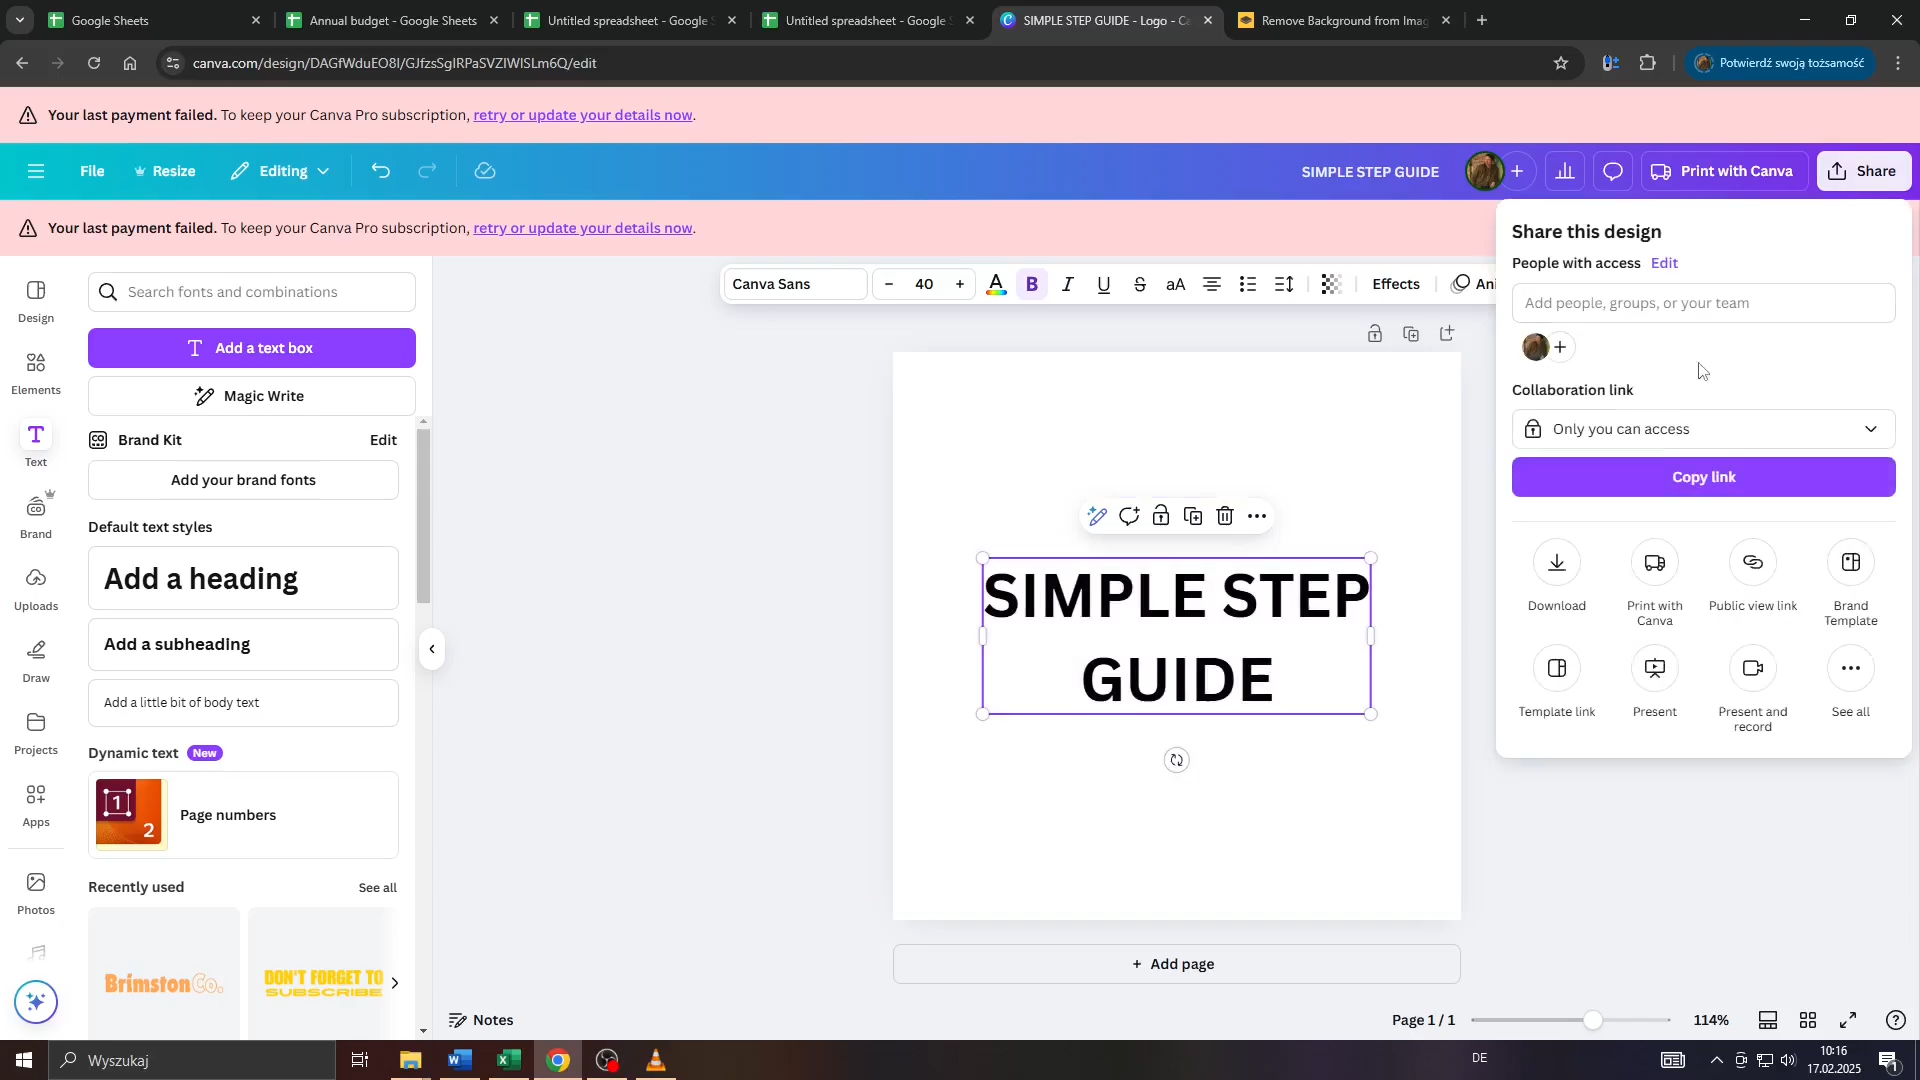 Google Sheets
Annual budget - Google Sheets
Untitled spreadsheet - Google S
Untitled spreadsheet - Google S
SIMPLE STEP GUIDE - Logo - Ca
Remove Background from Imag
canva.com/design/DAGfWduEO8I/GJfzsSgIRPaSVZIWlSLm6Q/edit
Potwierdź swoją tożsamość
Your last payment failed. To keep your Canva Pro subscription, retry or update your details now.
File
Resize
Editing
SIMPLE STEP GUIDE
Print with Canva
Share
Your last payment failed. To keep your Canva Pro subscription, retry or update your details now.
Design
Elements
Text
Brand
Uploads
Draw
Projects
Apps
Photos
Search fonts and combinations
Add a text box
Magic Write
Brand Kit
Edit
Add your brand fonts
Default text styles
Add a heading
Add a subheading
Add a little bit of body text
Dynamic text New
1
2
Page numbers
Recently used
See all
Brimston Co.
DON'T FORGET TO
SUBSCRIBE
Canva Sans
40
B
I
U
S
aA
Effects
Ani
SIMPLE STEP
GUIDE
+ Add page
Share this design
People with access Edit
Add people, groups, or your team
Collaboration link
Only you can access
Copy link
Download
Print with
Canva
Public view link
Brand
Template
Template link
Present
Present and
record
See all
Notes
Page 1 / 1
114%
Wyszukaj
DE
10:16
17.02.2025
1